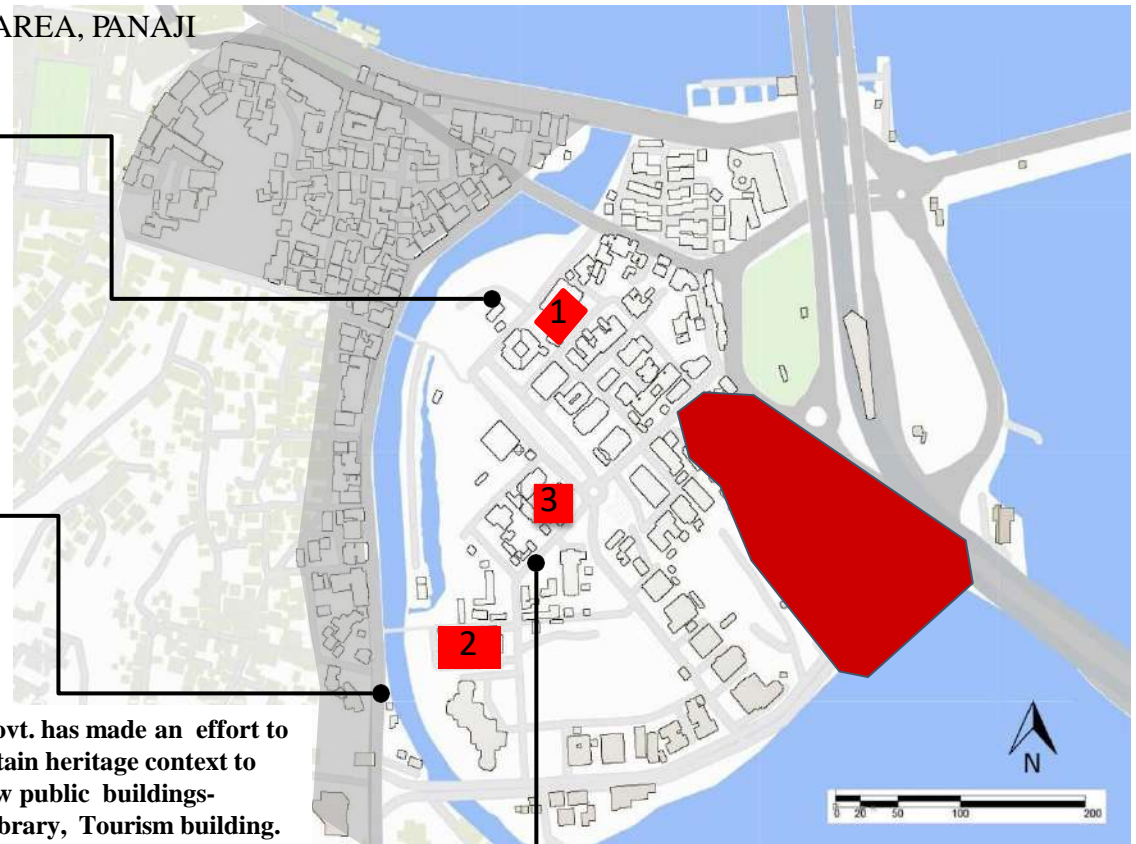 AREA, PANAJI
1
3
2
ovt. has made an effort to
tain heritage context to
w public buildings-
brary, Tourism building.
N
0 20 50 100 200